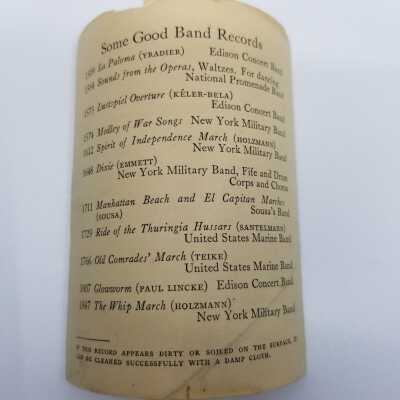 Some Good Band Records
La Paloma (YRADIER) Edison Concert Band
Sounds from the Operas, Waltzes. For dancing
National Promenade Band
1573 Lustspiel Overture (KÉLER-BELA)
Edison Concert Band
1574 Medley of War Songs New York Military Band
1622 Spirit of Independence March (HOLZMANN)
New York Military Band
1646 Dixie (EMMETT)
New York Military Band, Fife and Drum
Corps and Chorus
1711 Manhattan Beach and El Capitan Marches
(SOUSA) Sousa's Band
1729 Ride of the Thuringia Hussars (SANTELMANN)
United States Marine Band
1766 Old Comrades' March (TEIKE)
United States Marine Band
Glowworm (PAUL LINCKE) Edison Concert Band
The Whip March (HOLZMANN)
New York Military Band
IF THIS RECORD APPEARS DIRTY OR SOILED ON THE SURFACE, IT
CAN BE CLEANED SUCCESSFULLY WITH A DAMP CLOTH.